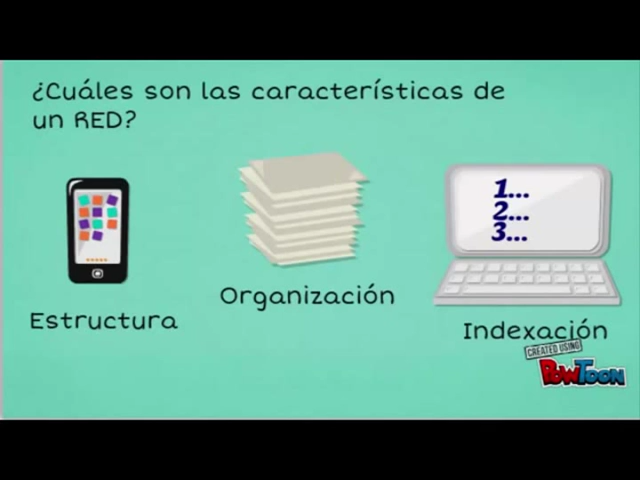 ¿Cuáles son las características de
un RED?
1...
2...
3...
Organización
Estructura
Indexación
CREATED USING
POWTOON